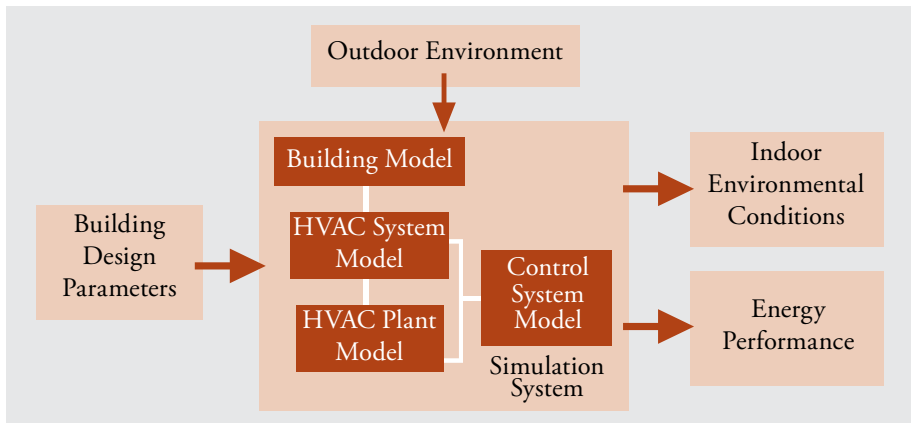 Outdoor Environment
Building Model
HVAC System
Model
HVAC Plant
Model
Control
System
Model
Simulation
System
Building
Design
Parameters
Indoor
Environmental
Conditions
Energy
Performance